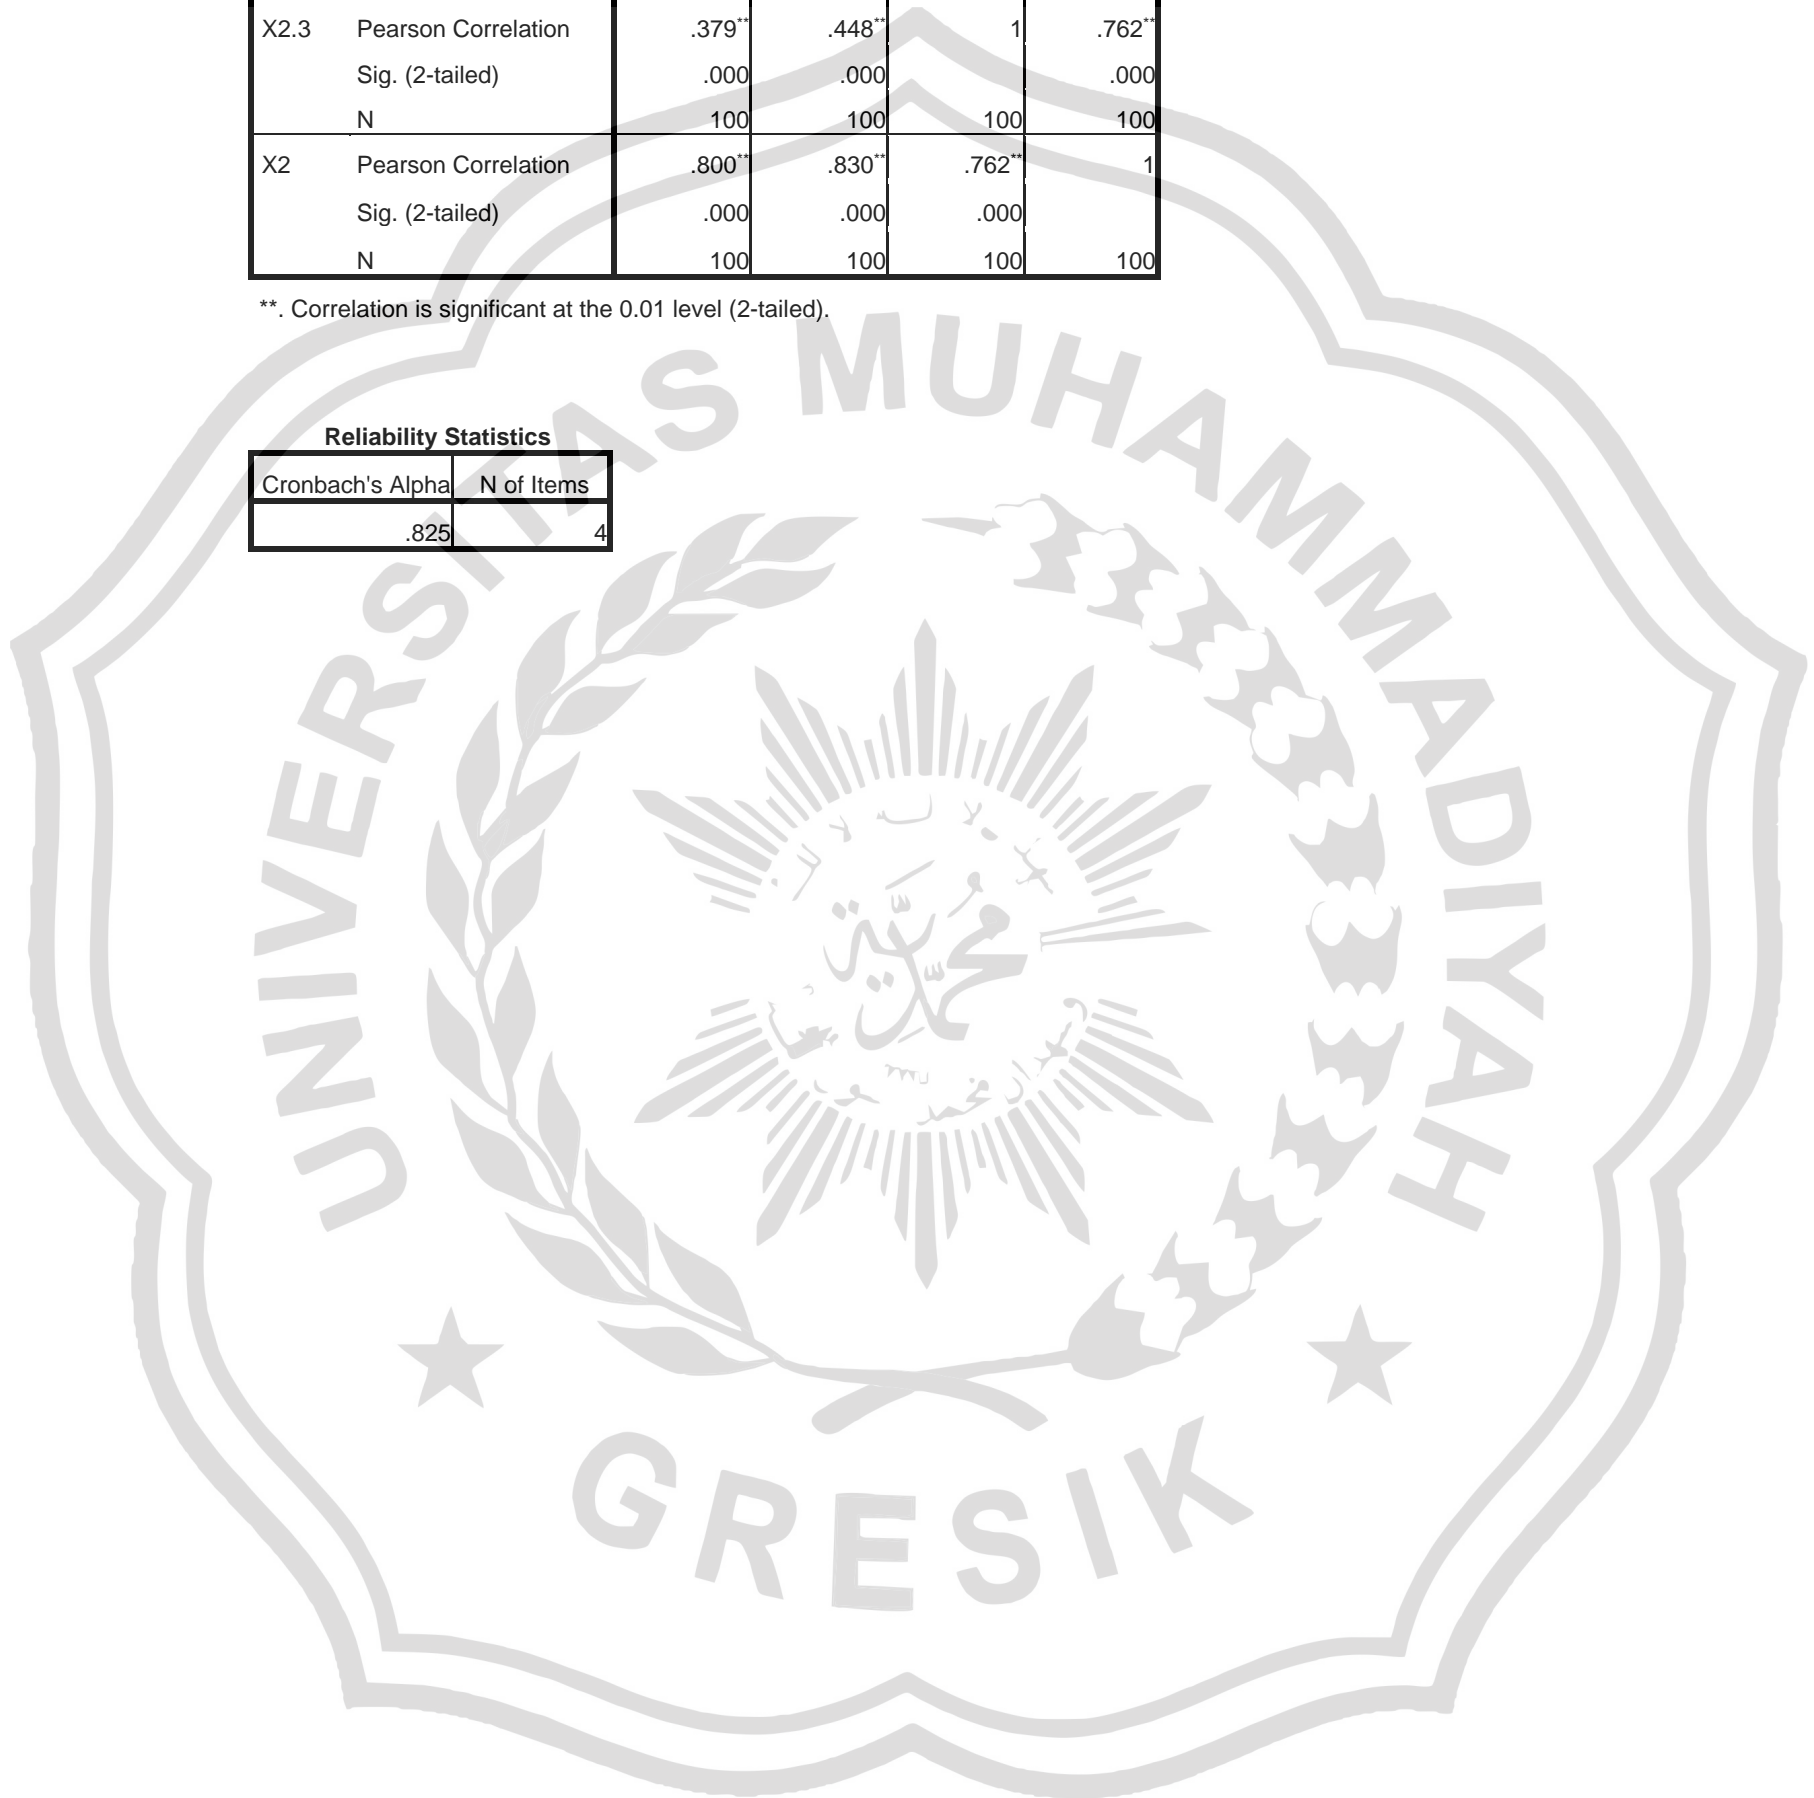 X2.3 Pearson Correlation .379** .448** 1 .762**
Sig. (2-tailed) .000 .000 .000
N 100 100 100 100
X2 Pearson Correlation .800** .830** .762** 1
Sig. (2-tailed) .000 .000 .000
N 100 100 100 100
**. Correlation is significant at the 0.01 level (2-tailed).
Reliability Statistics
Cronbach's Alpha N of Items
.825 4
UNIVERSITAS MUHAMMADIYAH
محمدية
GRESIK